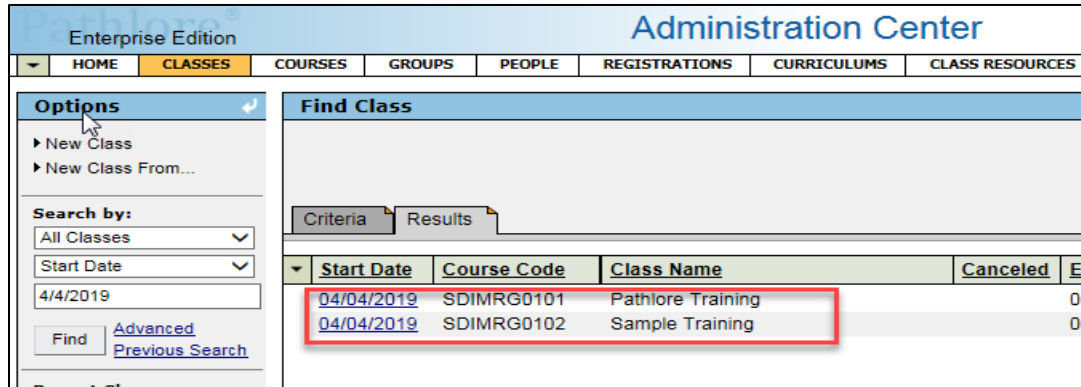 Pathlore®
Enterprise Edition
Administration Center
HOME CLASSES COURSES GROUPS PEOPLE REGISTRATIONS CURRICULUMS CLASS RESOURCES
Options
New Class
New Class From...
Search by:
All Classes
Start Date
4/4/2019
Find Advanced
Previous Search
Find Class
Criteria Results
Start Date Course Code Class Name Canceled E
04/04/2019 SDIMRG0101 Pathlore Training 0
04/04/2019 SDIMRG0102 Sample Training 0